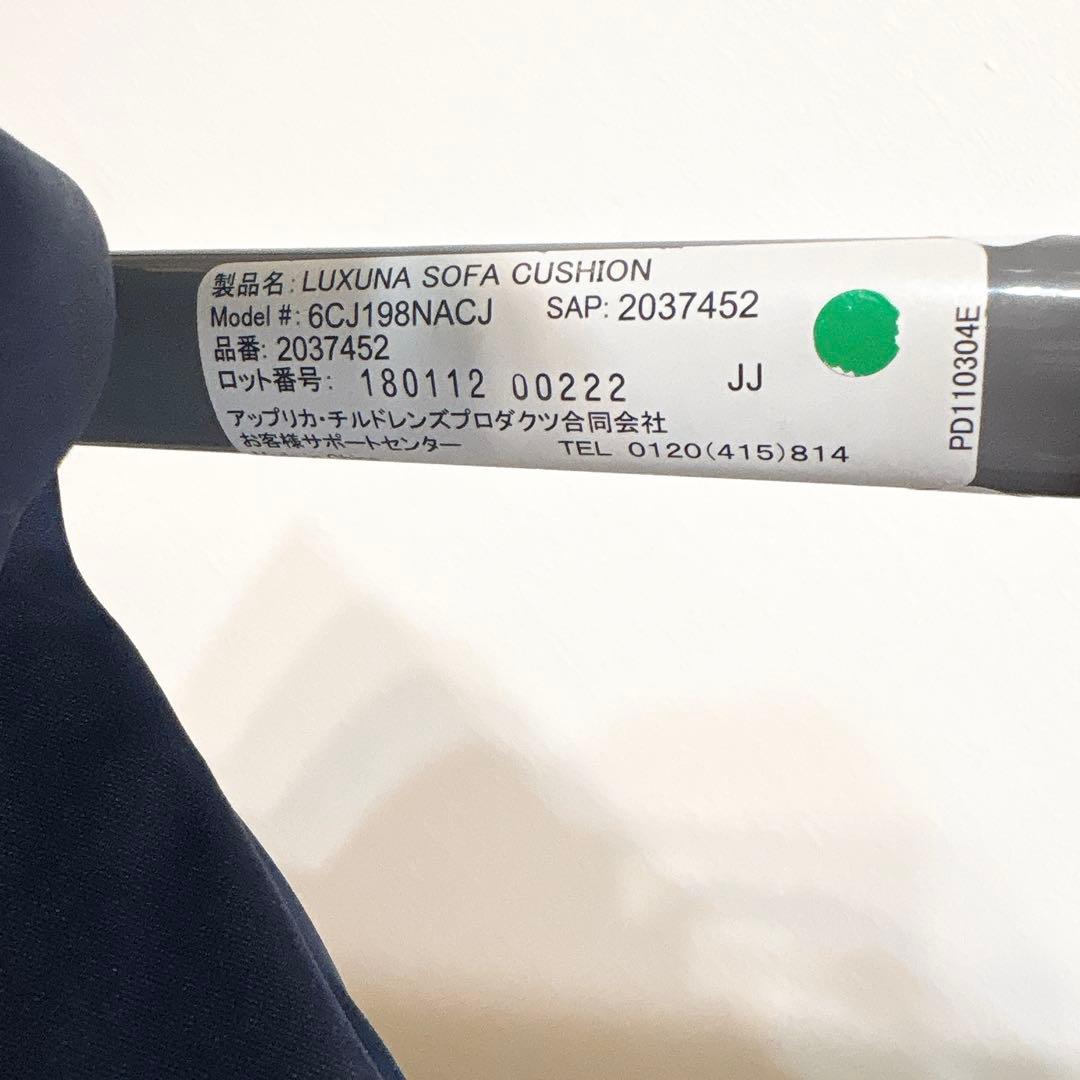 製品名: LUXUNA SOFA CUSHION
Model #: 6CJ198NACJ SAP: 2037452
品番: 2037452
ロット番号: 180112 00222 JJ
アップリカ・チルドレンズプロダクツ合同会社
お客様サポートセンター TEL 0120(415)814
PD110304E